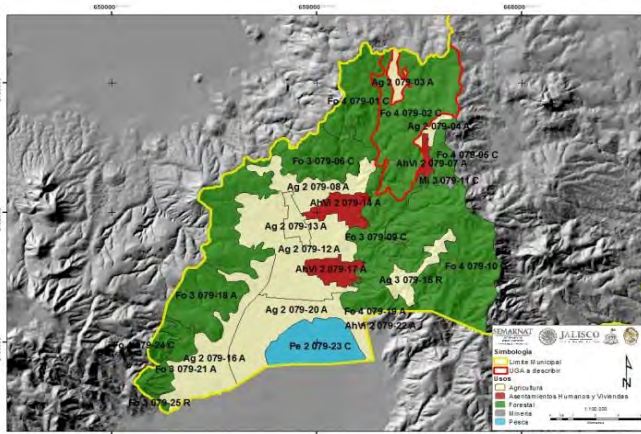 650000
660000
Ag 2 079-03 A
Fo 4 079-01 C
Fo 4 079-02 C
Ag 2 079-04 A
Fo 3 079-06 C
Fo 4 079-05 C
AhVi 2 079-07 A
Mi 3 079-11 C
Ag 2 079-08 A
AhVi 2 079-14 A
Ag 2 079-13 A
Fo 3 079-09 C
Ag 2 079-12 A
AhVi 2 079-17 A
Fo 4 079-10
Fo 3 079-18 A
Ag 3 079-15 R
Ag 2 079-20 A
Fo 4 079-19 A
AhVi 2 079-22 A
Pe 2 079-23 C
Ag 2 079-16 A
Fo 3 079-21 A
Fo 3 079-25 R
SEMARNAT
JALISCO
Simbología
Limite Municipal
UGA a describir
Usos
Agricultura
Asentamientos Humanos y Viviendas
Forestal
Minería
Pesca